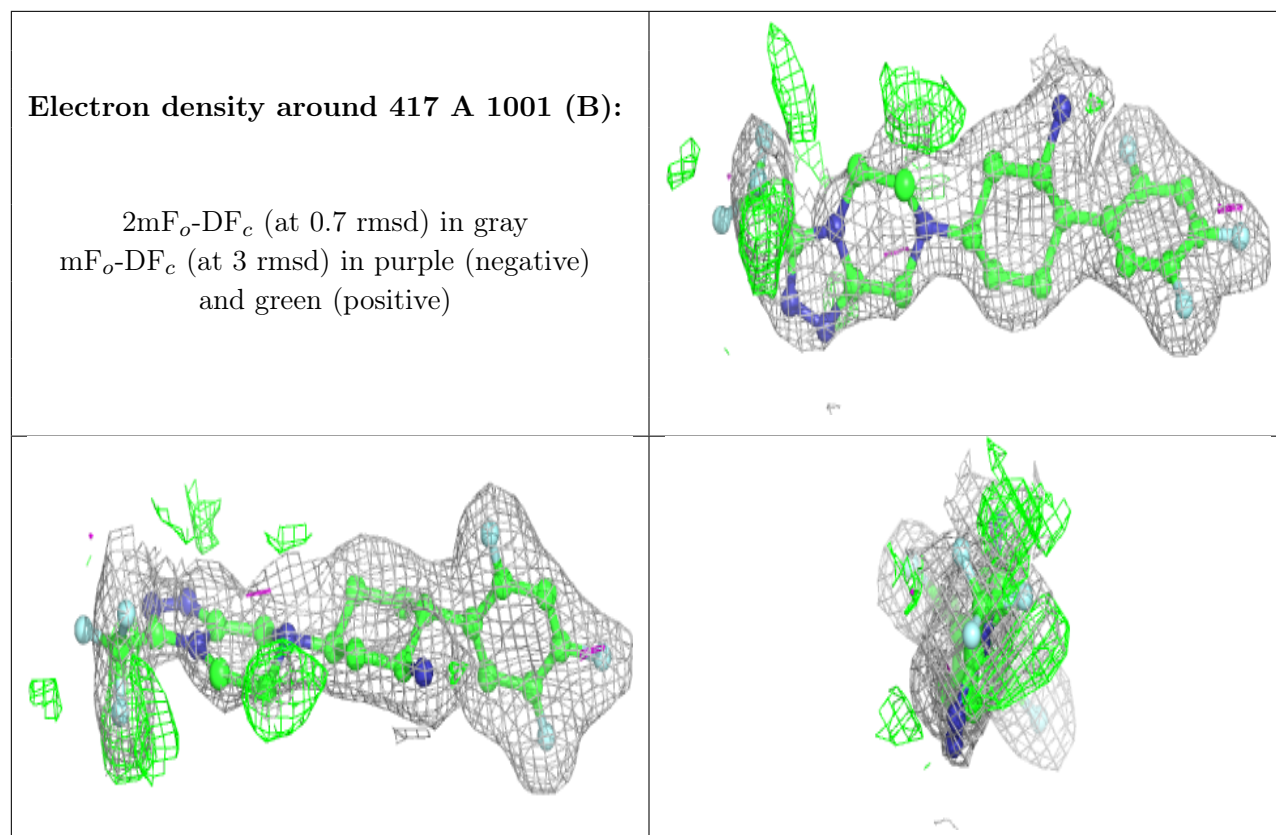 Electron density around 417 A 1001 (B):
2mFₒ-DF𝒸 (at 0.7 rmsd) in gray
mFₒ-DF𝒸 (at 3 rmsd) in purple (negative)
and green (positive)